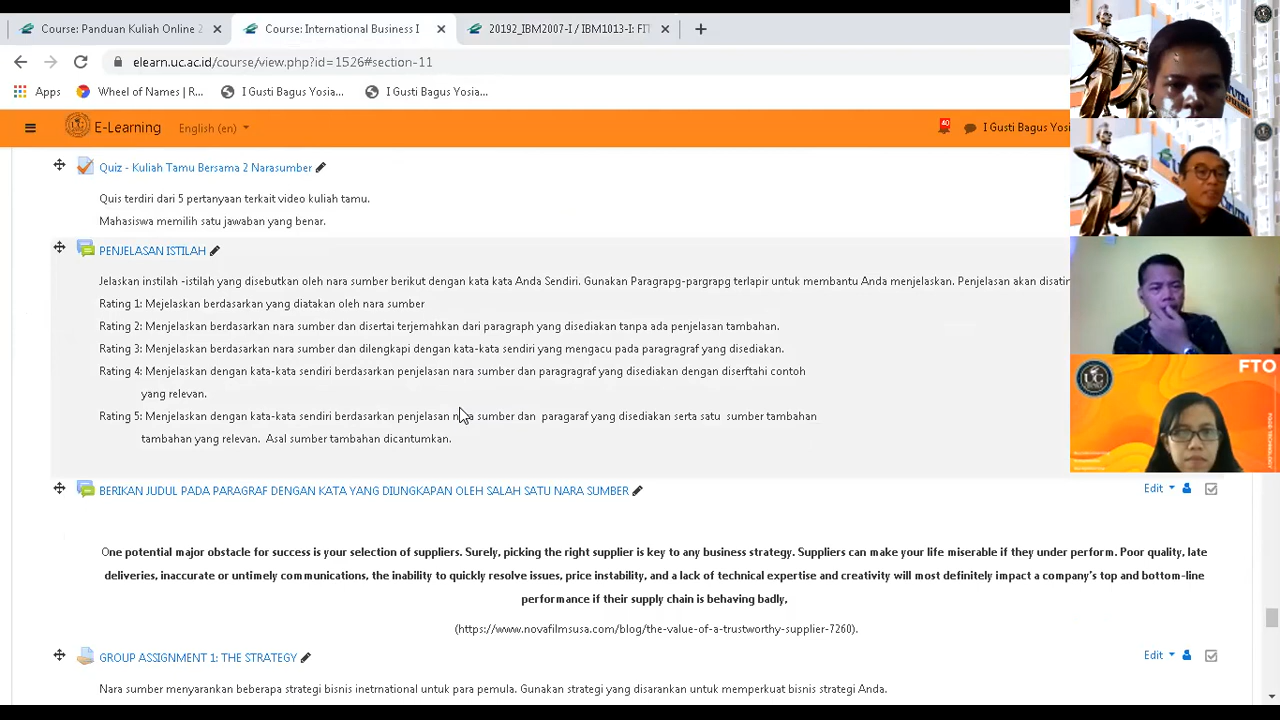 Course: Panduan Kuliah Online 2
Course: International Business I
20192_IBM2007-I / IBM1013-I: FIT
elearn.uc.ac.id/course/view.php?id=1526#section-11
Apps
Wheel of Names | R...
I Gusti Bagus Yosia...
I Gusti Bagus Yosia...
E-Learning
English (en)
40
I Gusti Bagus Yosia
Quiz - Kuliah Tamu Bersama 2 Narasumber
Quis terdiri dari 5 pertanyaan terkait video kuliah tamu.
Mahasiswa memilih satu jawaban yang benar.
PENJELASAN ISTILAH
Jelaskan instilah -istilah yang disebutkan oleh nara sumber berikut dengan kata kata Anda Sendiri. Gunakan Paragrapg-pargrapg terlapir untuk membantu Anda menjelaskan. Penjelasan akan disatin
Rating 1: Mejelaskan berdasarkan yang diatakan oleh nara sumber
Rating 2: Menjelaskan berdasarkan nara sumber dan disertai terjemahkan dari paragraph yang disediakan tanpa ada penjelasan tambahan.
Rating 3: Menjelaskan berdasarkan nara sumber dan dilengkapi dengan kata-kata sendiri yang mengacu pada paragragraf yang disediakan.
Rating 4: Menjelaskan dengan kata-kata sendiri berdasarkan penjelasan nara sumber dan paragraf yang disediakan dengan diserftahi contoh
yang relevan.
Rating 5: Menjelaskan dengan kata-kata sendiri berdasarkan penjelasan nara sumber dan paragaraf yang disediakan serta satu sumber tambahan
tambahan yang relevan. Asal sumber tambahan dicantumkan.
BERIKAN JUDUL PADA PARAGRAF DENGAN KATA YANG DIUNGKAPAN OLEH SALAH SATU NARA SUMBER
Edit
One potential major obstacle for success is your selection of suppliers. Surely, picking the right supplier is key to any business strategy. Suppliers can make your life miserable if they under perform. Poor quality, late
deliveries, inaccurate or untimely communications, the inability to quickly resolve issues, price instability, and a lack of technical expertise and creativity will most definitely impact a company's top and bottom-line
performance if their supply chain is behaving badly,
(https://www.novafilmsusa.com/blog/the-value-of-a-trustworthy-supplier-7260).
GROUP ASSIGNMENT 1: THE STRATEGY
Edit
Nara sumber menyarankan beberapa strategi bisnis inetrnational untuk para pemula. Gunakan strategi yang disarankan untuk memperkuat bisnis strategi Anda.
FTO
FOOD TECHNOLOGY
UC